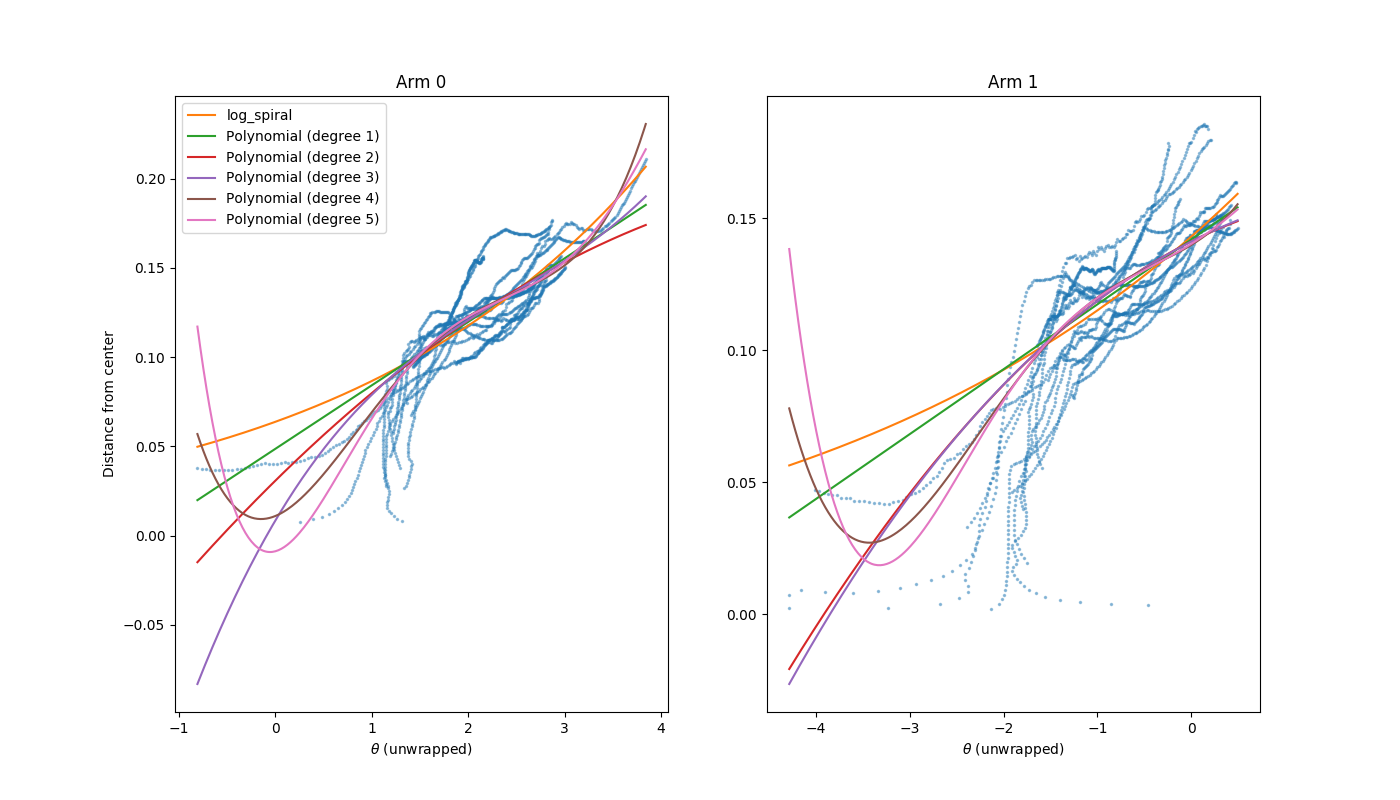 Arm 0
Arm 1
log_spiral
Polynomial (degree 1)
Polynomial (degree 2)
Polynomial (degree 3)
Polynomial (degree 4)
Polynomial (degree 5)
Distance from center
0.20
0.15
0.10
0.05
0.00
−0.05
−1
0
1
2
3
4
θ (unwrapped)
0.15
0.10
0.05
0.00
−4
−3
−2
−1
0
θ (unwrapped)